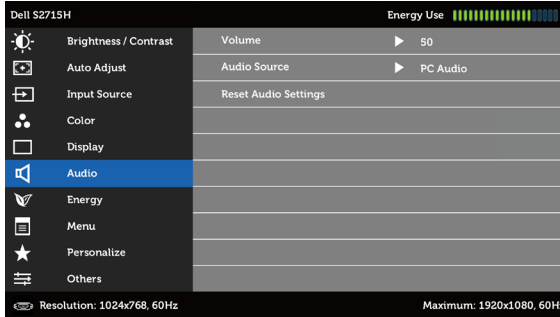 Dell S2715H Energy Use
Brightness / Contrast Volume 50
Auto Adjust Audio Source PC Audio
Input Source Reset Audio Settings
Color
Display
Audio
Energy
Menu
Personalize
Others
Resolution: 1024x768, 60Hz Maximum: 1920x1080, 60H